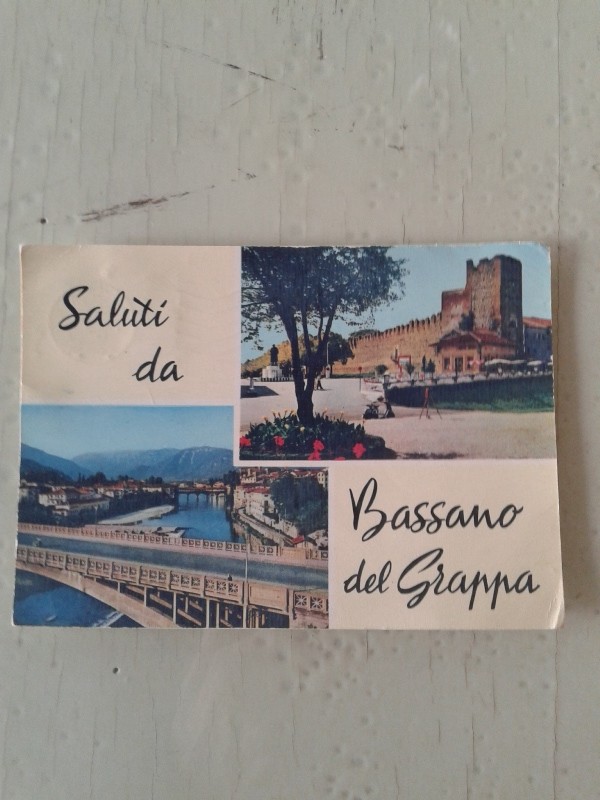 Saluti
da
Bassano
del Grappa